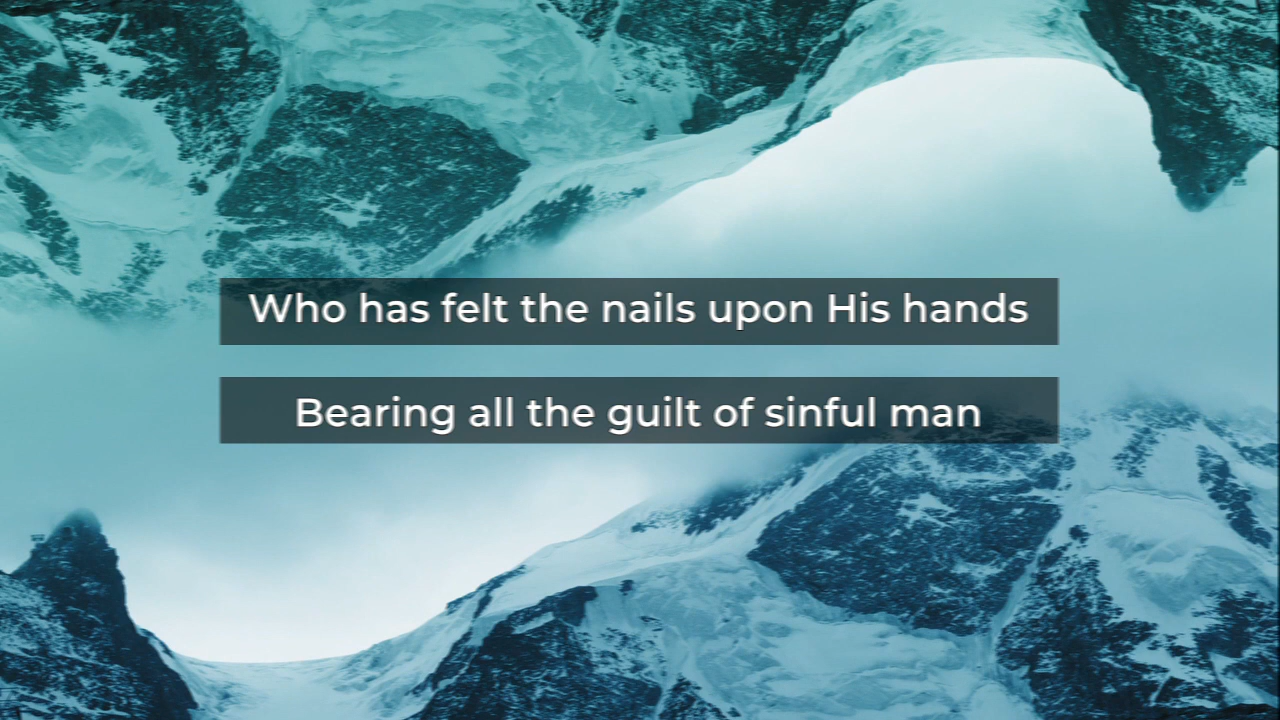 Who has felt the nails upon His hands
Bearing all the guilt of sinful man